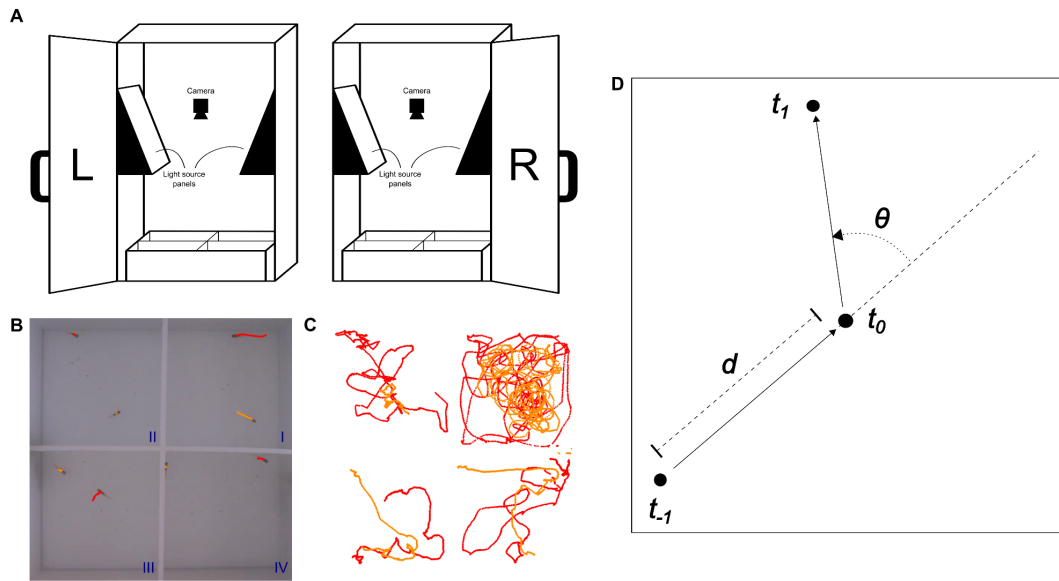 A
L
Camera
Light source
panels
Camera
Light source
panels
R
B
II
I
III
IV
C
D
t1
θ
t0
d
t-1